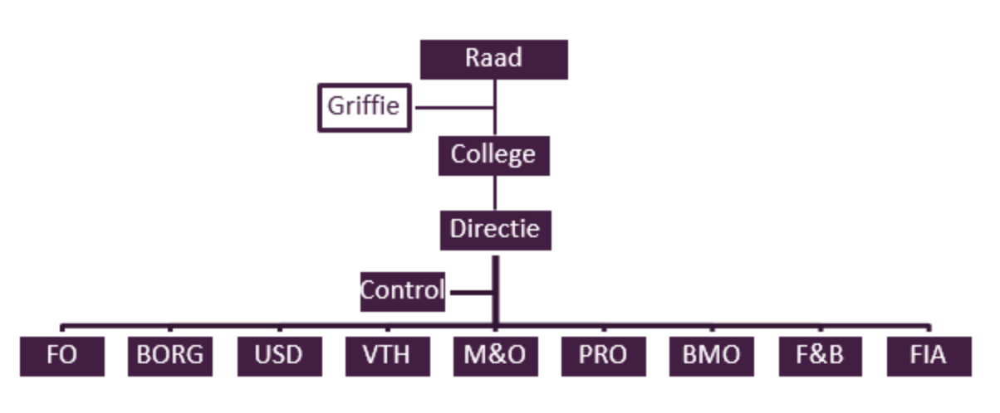 Raad
Griffie
College
Directie
Control
FO BORG USD VTH M&O PRO BMO F&B FIA